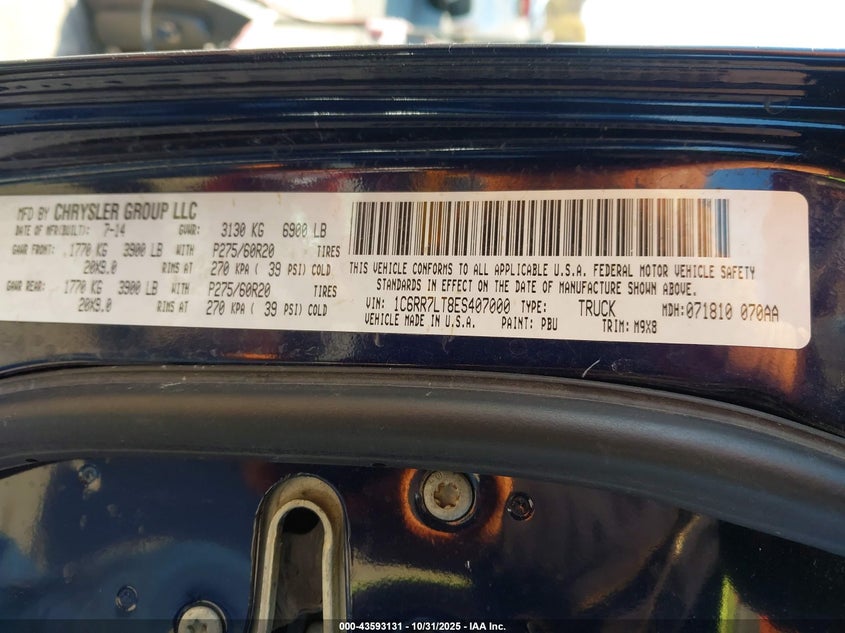 MFD BY CHRYSLER GROUP LLC
DATE OF MFR(BUILT): 7-14 GVWR: 3130 KG 6900 LB
GAWR FRONT: 1770 KG 3900 LB WITH P275/60R20 TIRES
20X9.0 RIMS AT 270 KPA ( 39 PSI) COLD
GAWR REAR: 1770 KG 3900 LB WITH P275/60R20 TIRES
20X9.0 RIMS AT 270 KPA ( 39 PSI) COLD
THIS VEHICLE CONFORMS TO ALL APPLICABLE U.S.A. FEDERAL MOTOR VEHICLE SAFETY
STANDARDS IN EFFECT ON THE DATE OF MANUFACTURE SHOWN ABOVE.
VIN: 1C6RR7LT8ES407000 TYPE: TRUCK MDH: 071810 070AA
VEHICLE MADE IN U.S.A. PAINT: PBU TRIM: M9X8
000-43593131 - 10/31/2025 - IAA Inc.